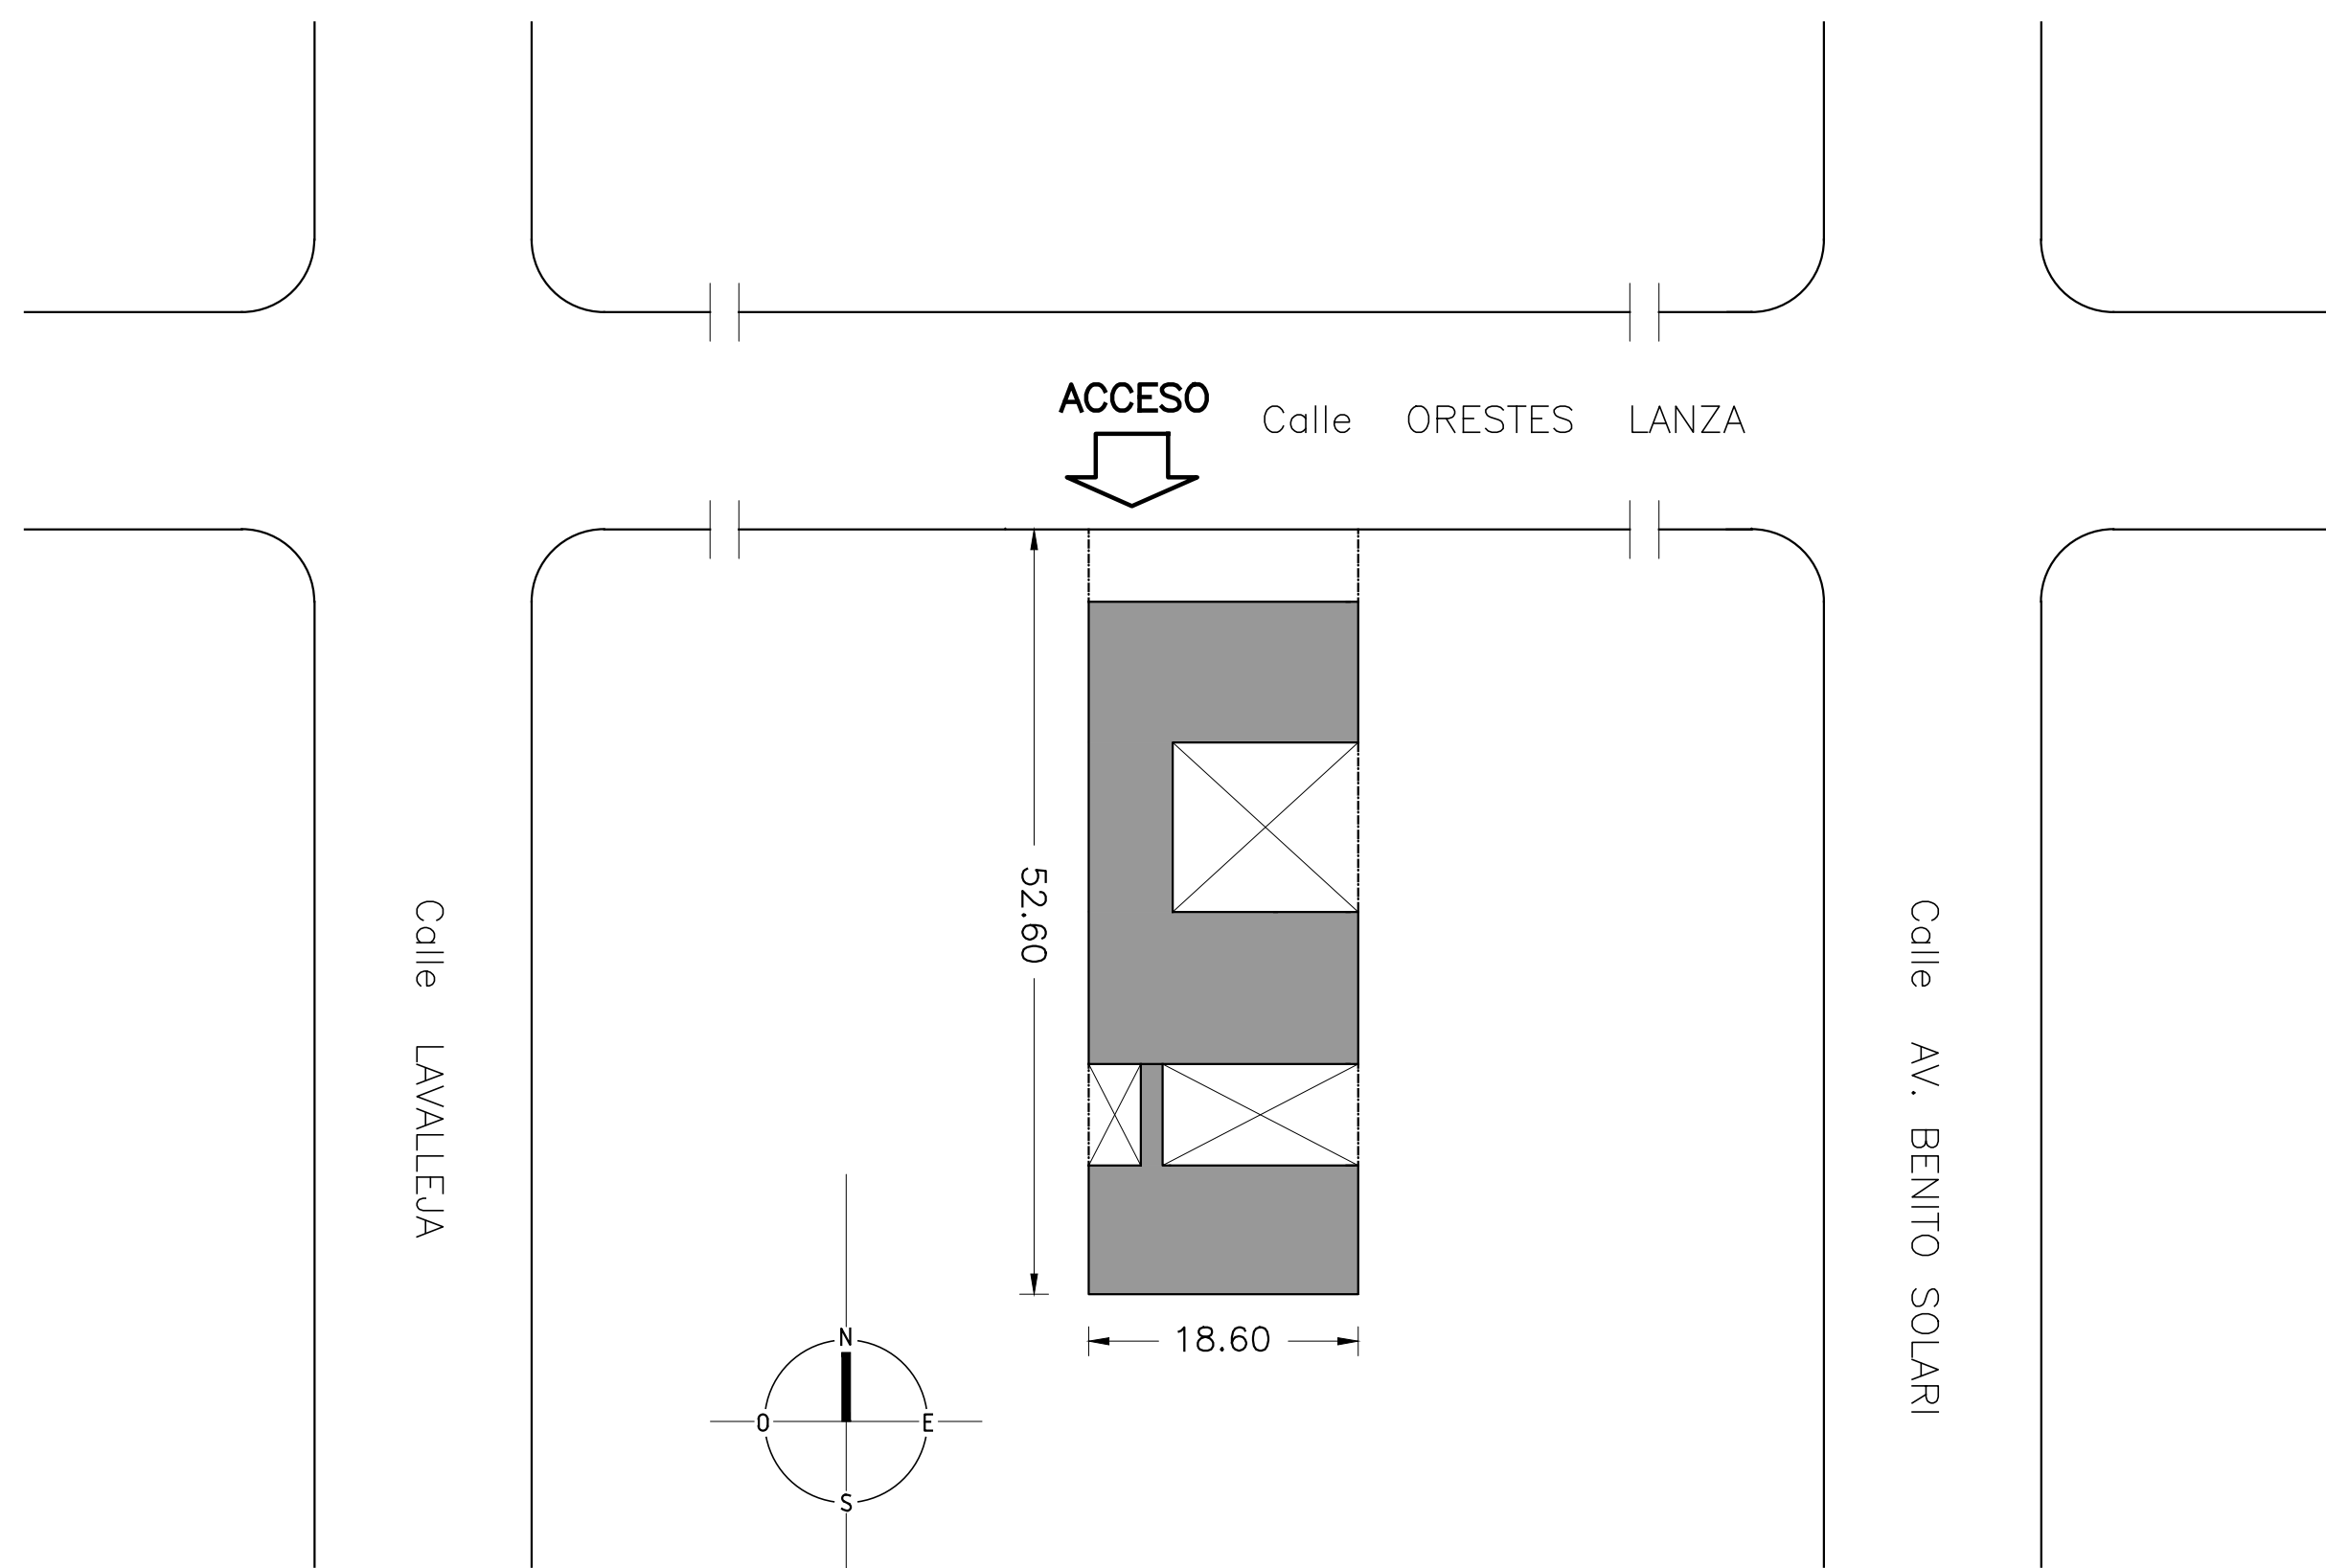 ACCESO
Calle ORESTES LANZA
52.60
Calle LAVALLEJA
Calle AV. BENITO SOLARI
18.60
N
O
E
S